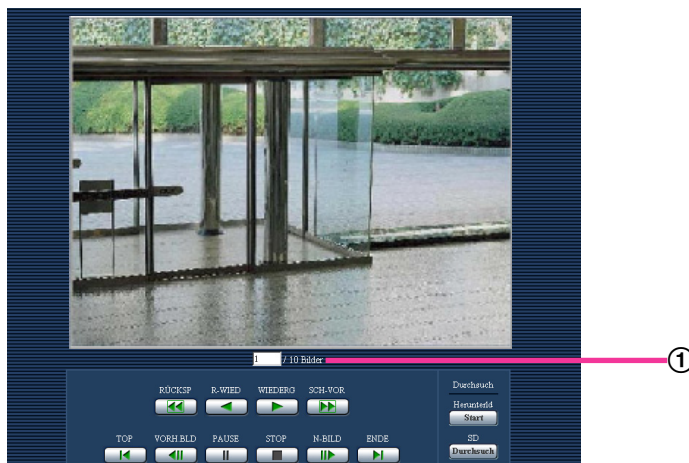 1 / 10 Bilder
①
RÜCKSP R-WIED WIEDERG SCH-VOR
TOP VORH.BLD PAUSE STOP N-BILD ENDE
Durchsuch
Herunterld
Start
SD
Durchsuch